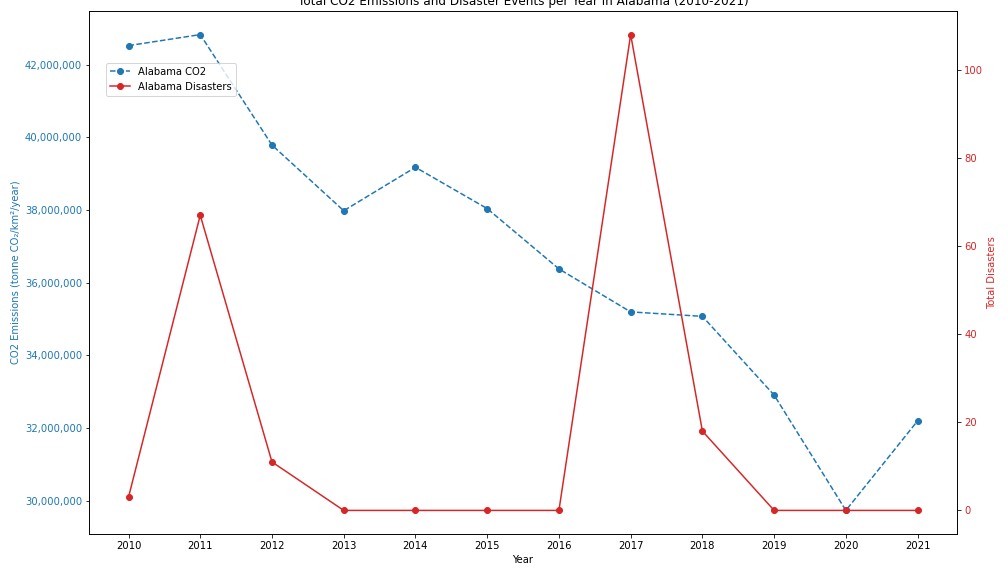 Total CO2 Emissions and Disaster Events per Year in Alabama (2010-2021)
Alabama CO2
Alabama Disasters
42,000,000
40,000,000
38,000,000
36,000,000
34,000,000
32,000,000
30,000,000
CO2 Emissions (tonne CO₂/km²/year)
100
80
60
40
20
0
Total Disasters
2010 2011 2012 2013 2014 2015 2016 2017 2018 2019 2020 2021
Year